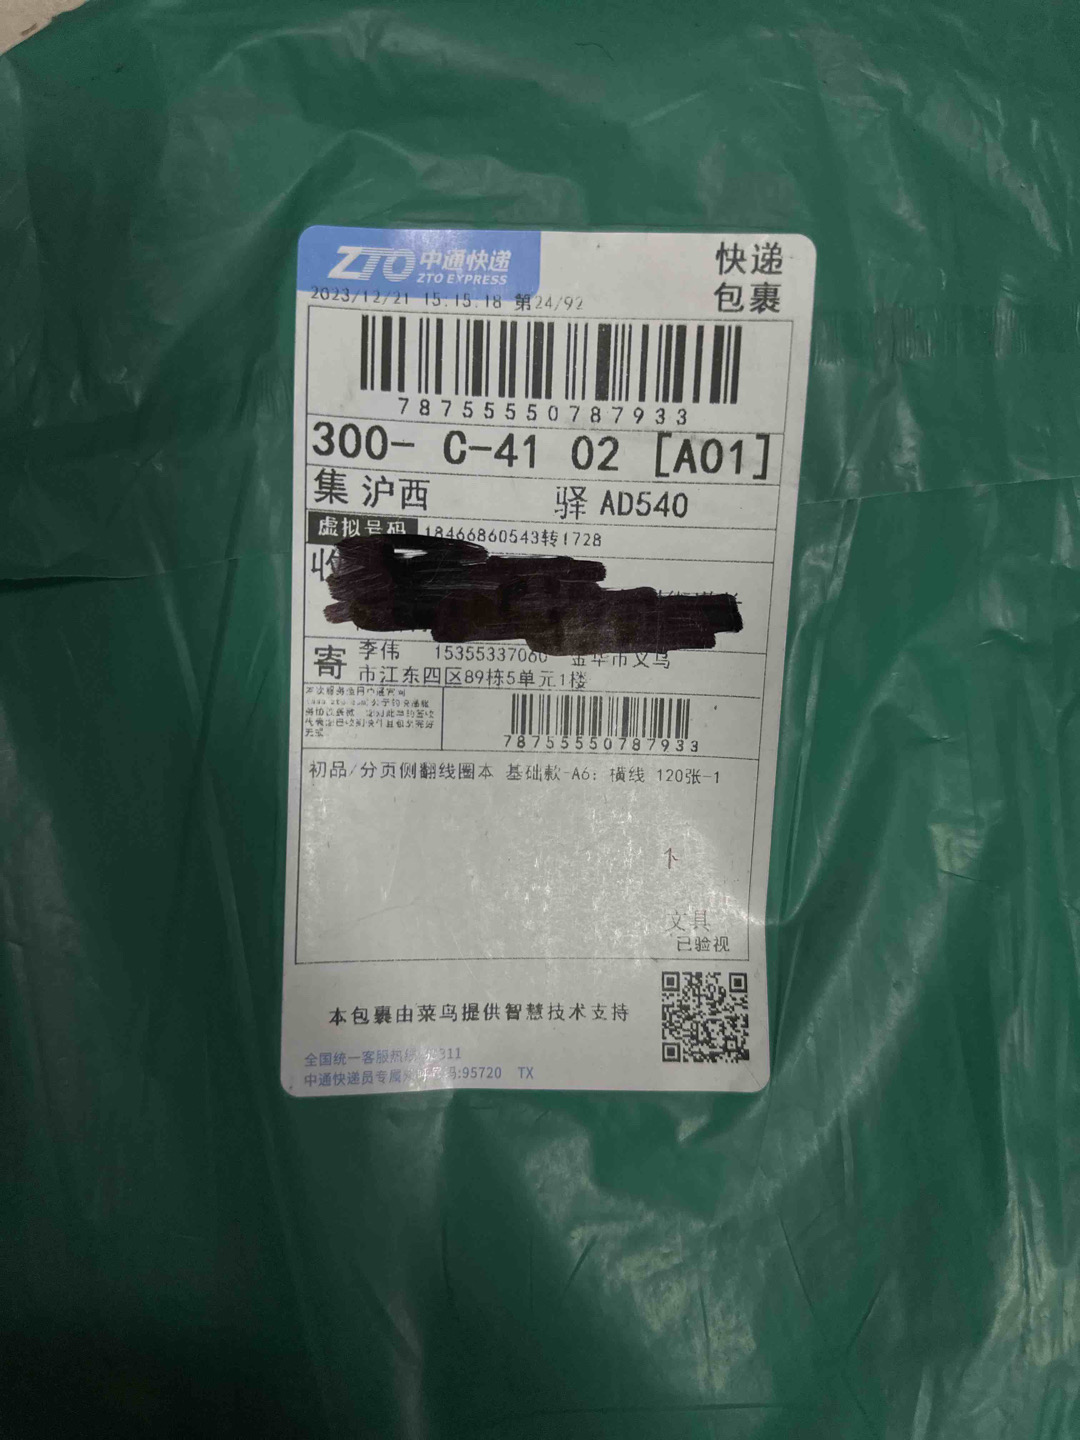 ZTO 中通快递
ZTO EXPRESS
快递
包裹
2023/12/21 15:15:18 第24/92
78755550787933
300- C-41 02 [A01]
集 沪西 驿 AD540
虚拟号码 18466860543转1728
收
寄 李伟 15355337060 金华市义乌
市江东四区89栋5单元1楼
78755550787933
初品/分页侧翻线圈本 基础款-A6: 横线 120张-1
文具
已验视
本包裹由菜鸟提供智慧技术支持
全国统一客服热线
中通快递员专属 :95720 TX